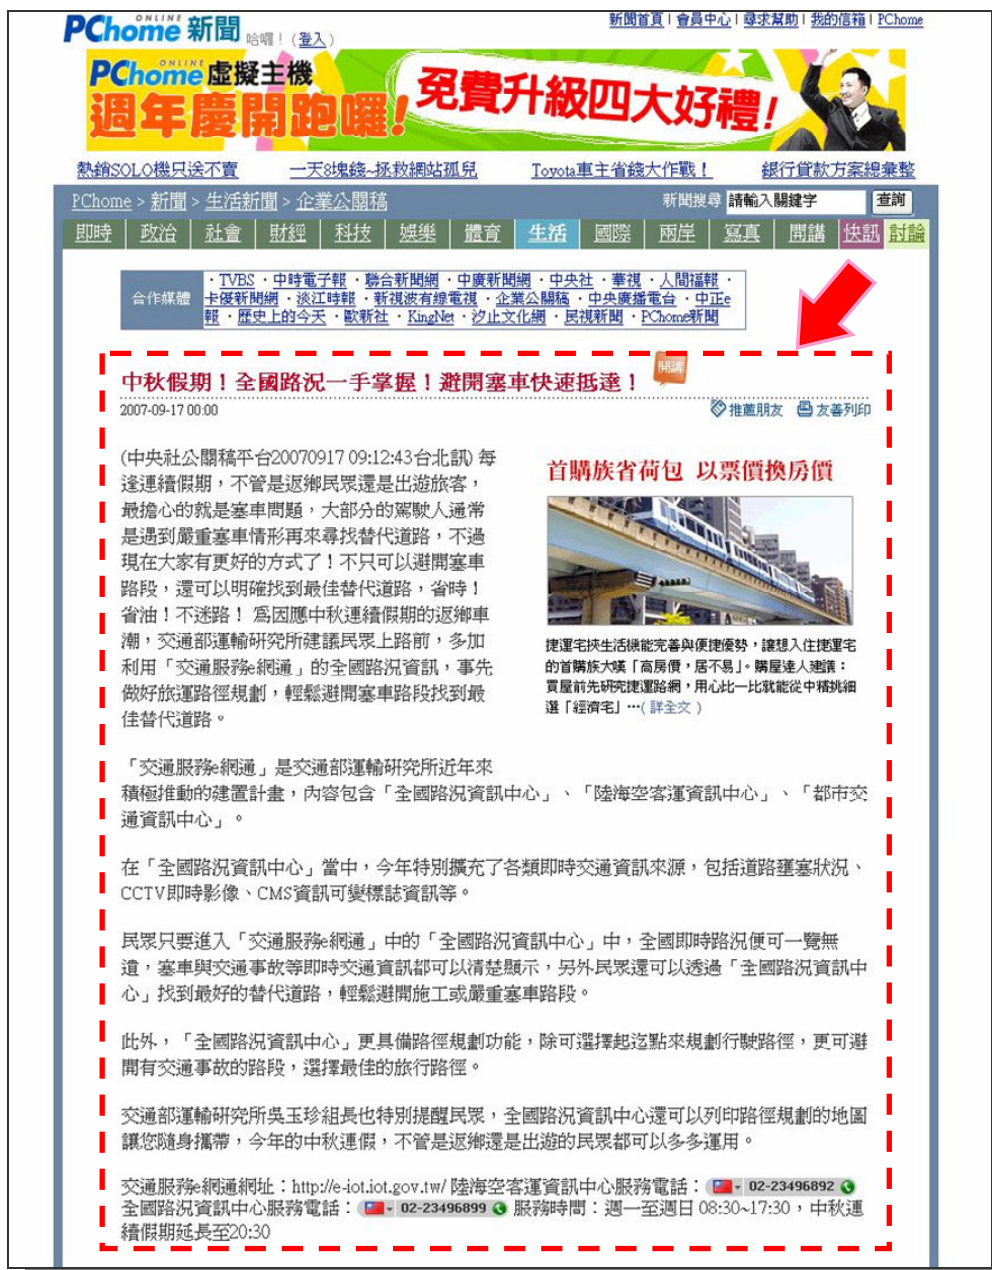 PChome ONLINE 新聞 哈囉！(登入)
新聞首頁 | 會員中心 | 尋求幫助 | 我的信箱 | PChome
PChome ONLINE 虛擬主機
週年慶開跑囉!
免費升級四大好禮!
熱銷SOLO機只送不賣 一天8塊錢~拯救網站孤兒 Toyota車主省錢大作戰！ 銀行貸款方案總彙整
PChome > 新聞 > 生活新聞 > 企業公關稿 新聞搜尋 請輸入關鍵字 查詢
即時 政治 社會 財經 科技 娛樂 體育 生活 國際 兩岸 寫真 開講 快訊 討論
合作媒體
・TVBS ・中時電子報 ・聯合新聞網 ・中廣新聞網 ・中央社 ・華視 ・人間福報 ・
卡優新聞網 ・淡江時報 ・新視波有線電視 ・企業公關稿 ・中央廣播電台 ・中正e
報 ・歷史上的今天 ・歐新社 ・KingNet ・汐止文化網 ・民視新聞 ・PChome新聞
中秋假期！全國路況一手掌握！避開塞車快速抵達！ 開講
2007-09-17 00:00 推薦朋友 友善列印
(中央社公關稿平台20070917 09:12:43台北訊) 每
逢連續假期，不管是返鄉民眾還是出遊旅客，
最擔心的就是塞車問題，大部分的駕駛人通常
是遇到嚴重塞車情形再來尋找替代道路，不過
現在大家有更好的方式了！不只可以避開塞車
路段，還可以明確找到最佳替代道路，省時！
省油！不迷路！ 為因應中秋連續假期的返鄉車
潮，交通部運輸研究所建議民眾上路前，多加
利用「交通服務e網通」的全國路況資訊，事先
做好旅運路徑規劃，輕鬆避開塞車路段找到最
佳替代道路。
首購族省荷包 以票價換房價
捷運宅挾生活機能完善與便捷優勢，讓想入住捷運宅
的首購族大嘆「高房價，居不易」。購屋達人建議：
買屋前先研究捷運路網，用心比一比就能從中精挑細
選「經濟宅」…( 詳全文 )
「交通服務e網通」是交通部運輸研究所近年來
積極推動的建置計畫，內容包含「全國路況資訊中心」、「陸海空客運資訊中心」、「都市交
通資訊中心」。
在「全國路況資訊中心」當中，今年特別擴充了各類即時交通資訊來源，包括道路壅塞狀況、
CCTV即時影像、CMS資訊可變標誌資訊等。
民眾只要進入「交通服務e網通」中的「全國路況資訊中心」中，全國即時路況便可一覽無
遺，塞車與交通事故等即時交通資訊都可以清楚顯示，另外民眾還可以透過「全國路況資訊中
心」找到最好的替代道路，輕鬆避開施工或嚴重塞車路段。
此外，「全國路況資訊中心」更具備路徑規劃功能，除可選擇起迄點來規劃行駛路徑，更可避
開有交通事故的路段，選擇最佳的旅行路徑。
交通部運輸研究所吳玉珍組長也特別提醒民眾，全國路況資訊中心還可以列印路徑規劃的地圖
讓您隨身攜帶，今年的中秋連假，不管是返鄉還是出遊的民眾都可以多多運用。
交通服務e網通網址：http://e-iot.iot.gov.tw/ 陸海空客運資訊中心服務電話： 02-23496892
全國路況資訊中心服務電話： 02-23496899 服務時間：週一至週日 08:30~17:30，中秋連
續假期延長至20:30